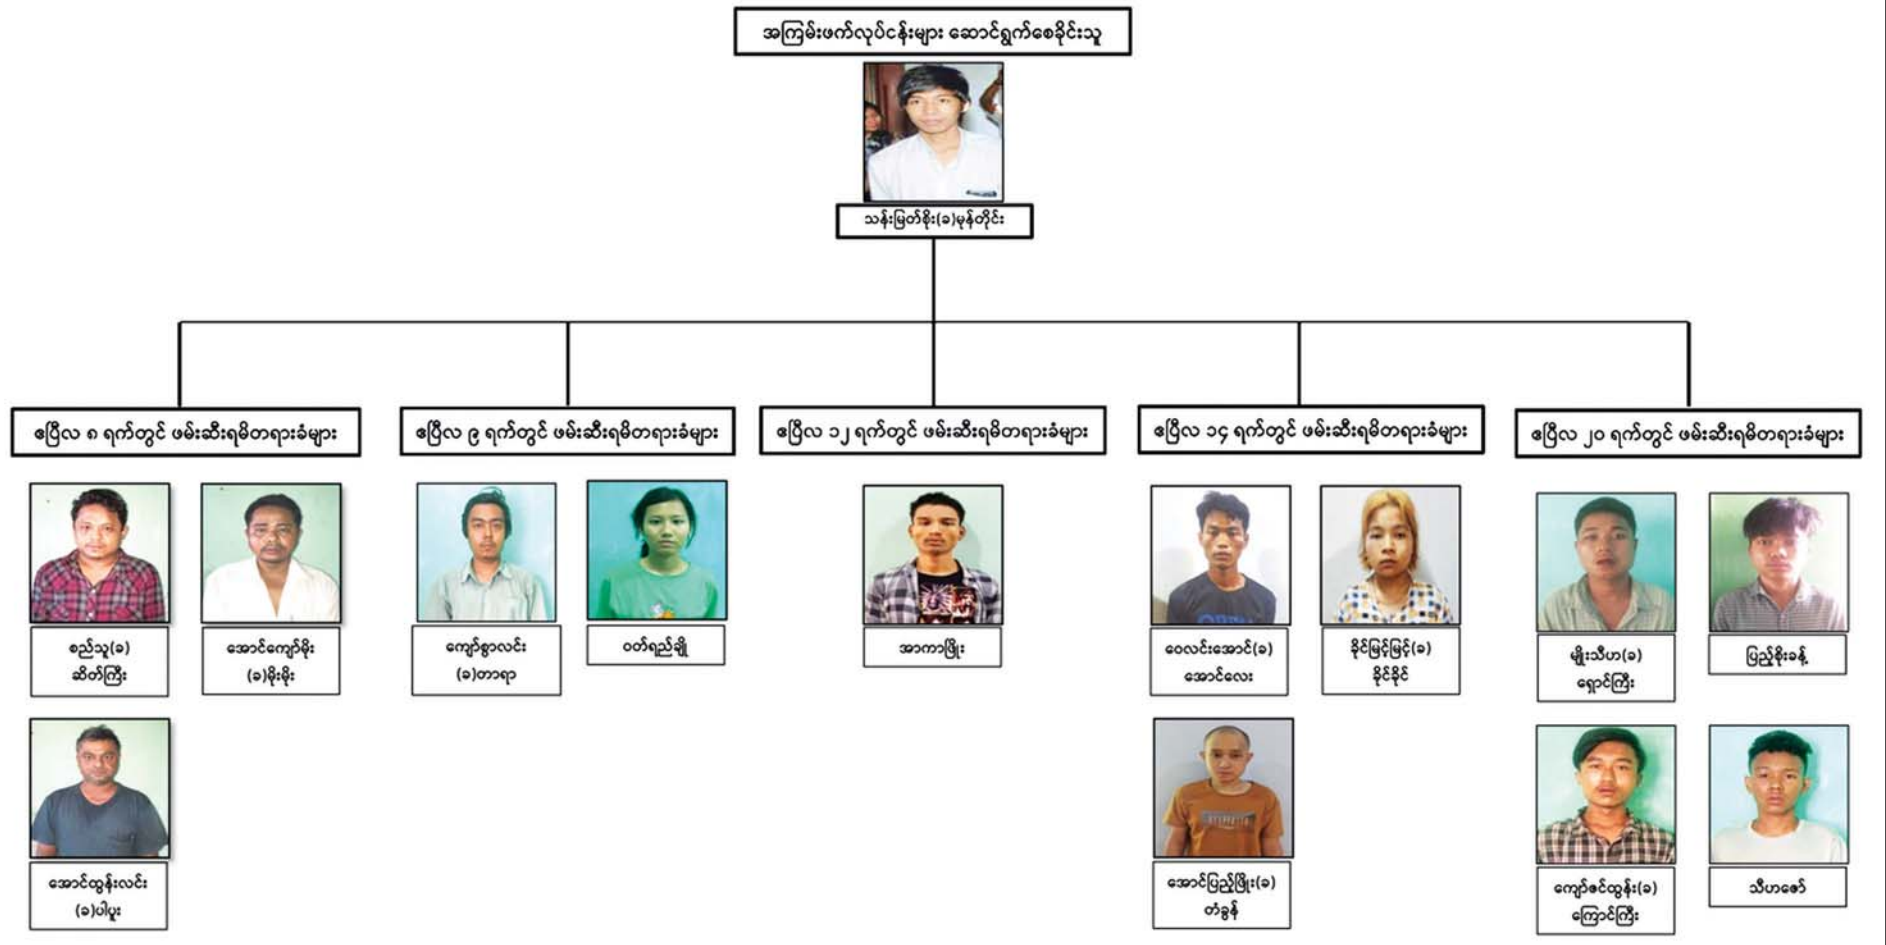 အကြမ်းဖက်လုပ်ငန်းများ ဆောင်ရွက်စေခိုင်းသူ
သန်းမြတ်စိုး(ခ)မုန်တိုင်း
ဧပြီလ ၈ ရက်တွင် ဖမ်းဆီးရမိတရားခံများ
ဧပြီလ ၉ ရက်တွင် ဖမ်းဆီးရမိတရားခံများ
ဧပြီလ ၁၂ ရက်တွင် ဖမ်းဆီးရမိတရားခံများ
ဧပြီလ ၁၄ ရက်တွင် ဖမ်းဆီးရမိတရားခံများ
ဧပြီလ ၂၀ ရက်တွင် ဖမ်းဆီးရမိတရားခံများ
စည်သူ(ခ)
ဆိတ်ကြီး
အောင်ကျော်မိုး
(ခ)မိုးမိုး
ကျော်စွာလင်း
(ခ)တာရာ
ဝတ်ရည်ချို
အာကာဖြိုး
ဝေလင်းအောင်(ခ)
အောင်လေး
ခိုင်မြင့်မြင့်(ခ)
ခိုင်ခိုင်
မျိုးသီဟ(ခ)
ရှောင်ကြီး
ပြည့်စိုးခန့်
အောင်ထွန်းလင်း
(ခ)ပါပူး
အောင်ပြည့်ဖြိုး(ခ)
တံခွန်
ကျော်ဇင်ထွန်း(ခ)
ကြောင်ကြီး
သီဟဇော်